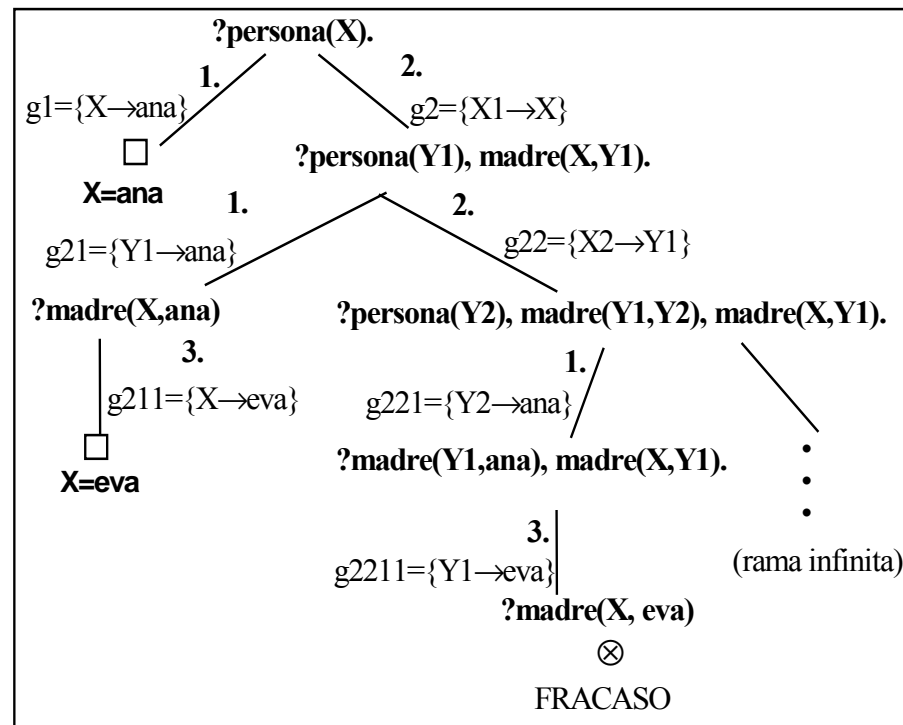 ?persona(X).
1. 2.
g1={X→ana} g2={X1→X}
?persona(Y1), madre(X,Y1).
X=ana
1. 2.
g21={Y1→ana} g22={X2→Y1}
?madre(X,ana) ?persona(Y2), madre(Y1,Y2), madre(X,Y1).
3. 1.
g211={X→eva} g221={Y2→ana}
?madre(Y1,ana), madre(X,Y1).
X=eva
3.
(rama infinita)
g2211={Y1→eva}
?madre(X, eva)
FRACASO